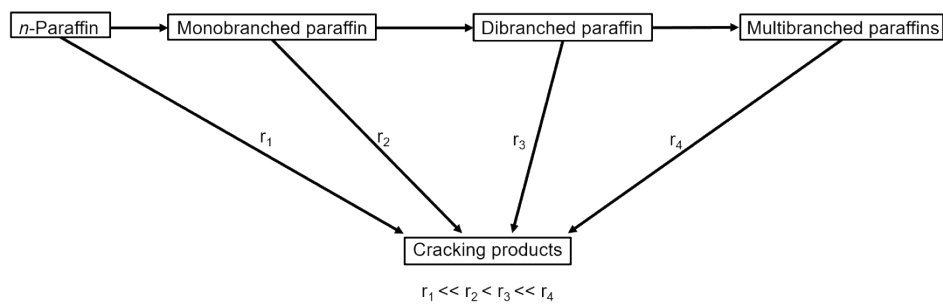 n-Paraffin Monobranched paraffin Dibranched paraffin Multibranched paraffins
r₁ r₂ r₃ r₄
Cracking products
r₁ << r₂ < r₃ << r₄